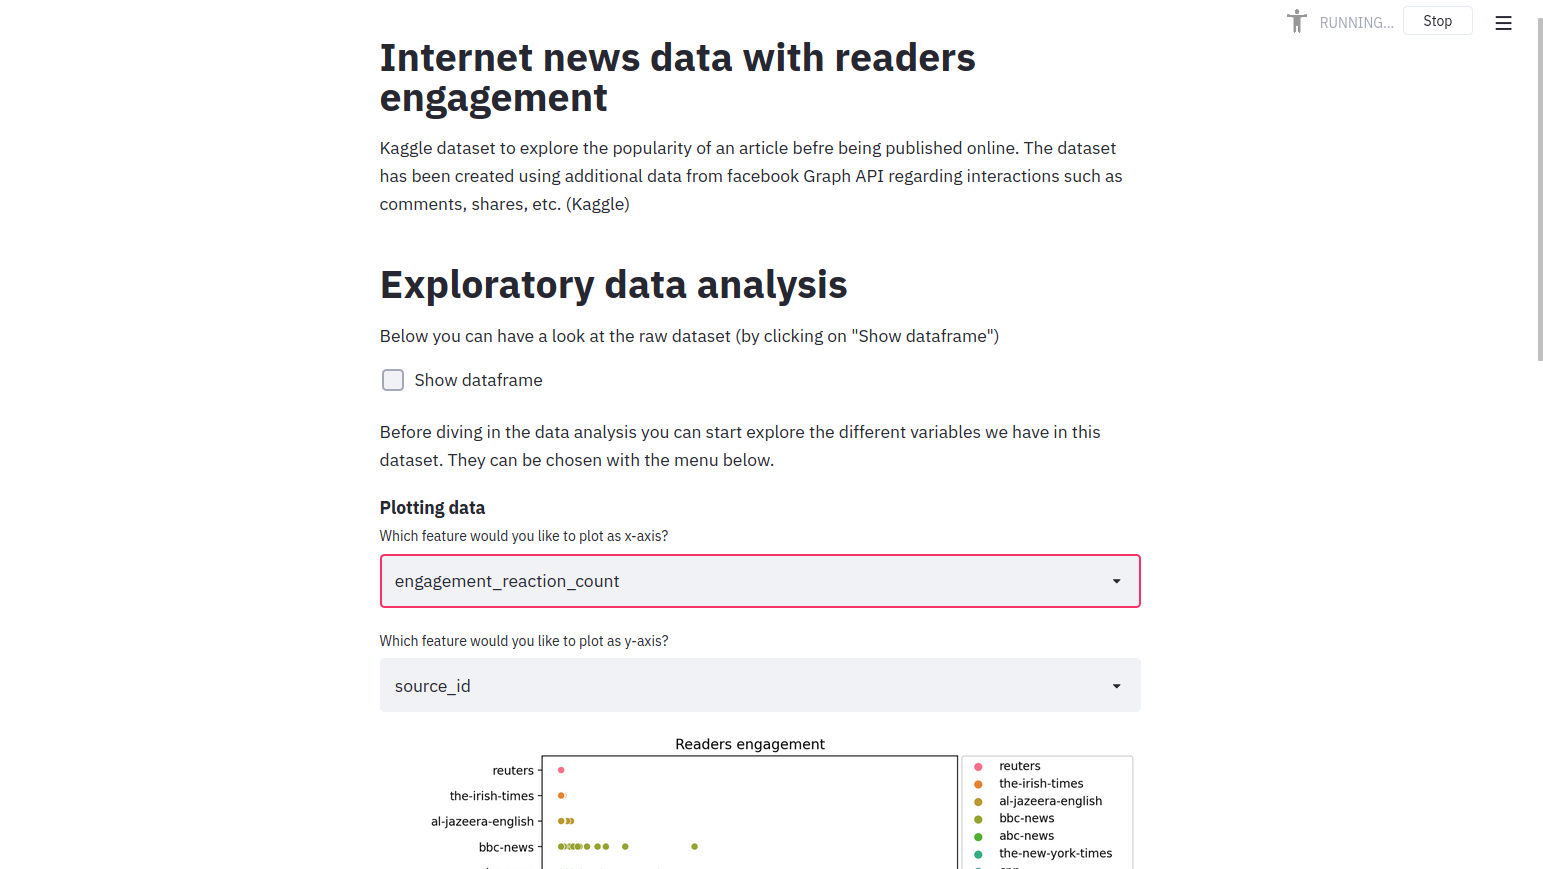 RUNNING...
Stop
Internet news data with readers
engagement
Kaggle dataset to explore the popularity of an article befre being published online. The dataset
has been created using additional data from facebook Graph API regarding interactions such as
comments, shares, etc. (Kaggle)
Exploratory data analysis
Below you can have a look at the raw dataset (by clicking on "Show dataframe")
Show dataframe
Before diving in the data analysis you can start explore the different variables we have in this
dataset. They can be chosen with the menu below.
Plotting data
Which feature would you like to plot as x-axis?
engagement_reaction_count
Which feature would you like to plot as y-axis?
source_id
Readers engagement
reuters
the-irish-times
al-jazeera-english
bbc-news
reuters
the-irish-times
al-jazeera-english
bbc-news
abc-news
the-new-york-times